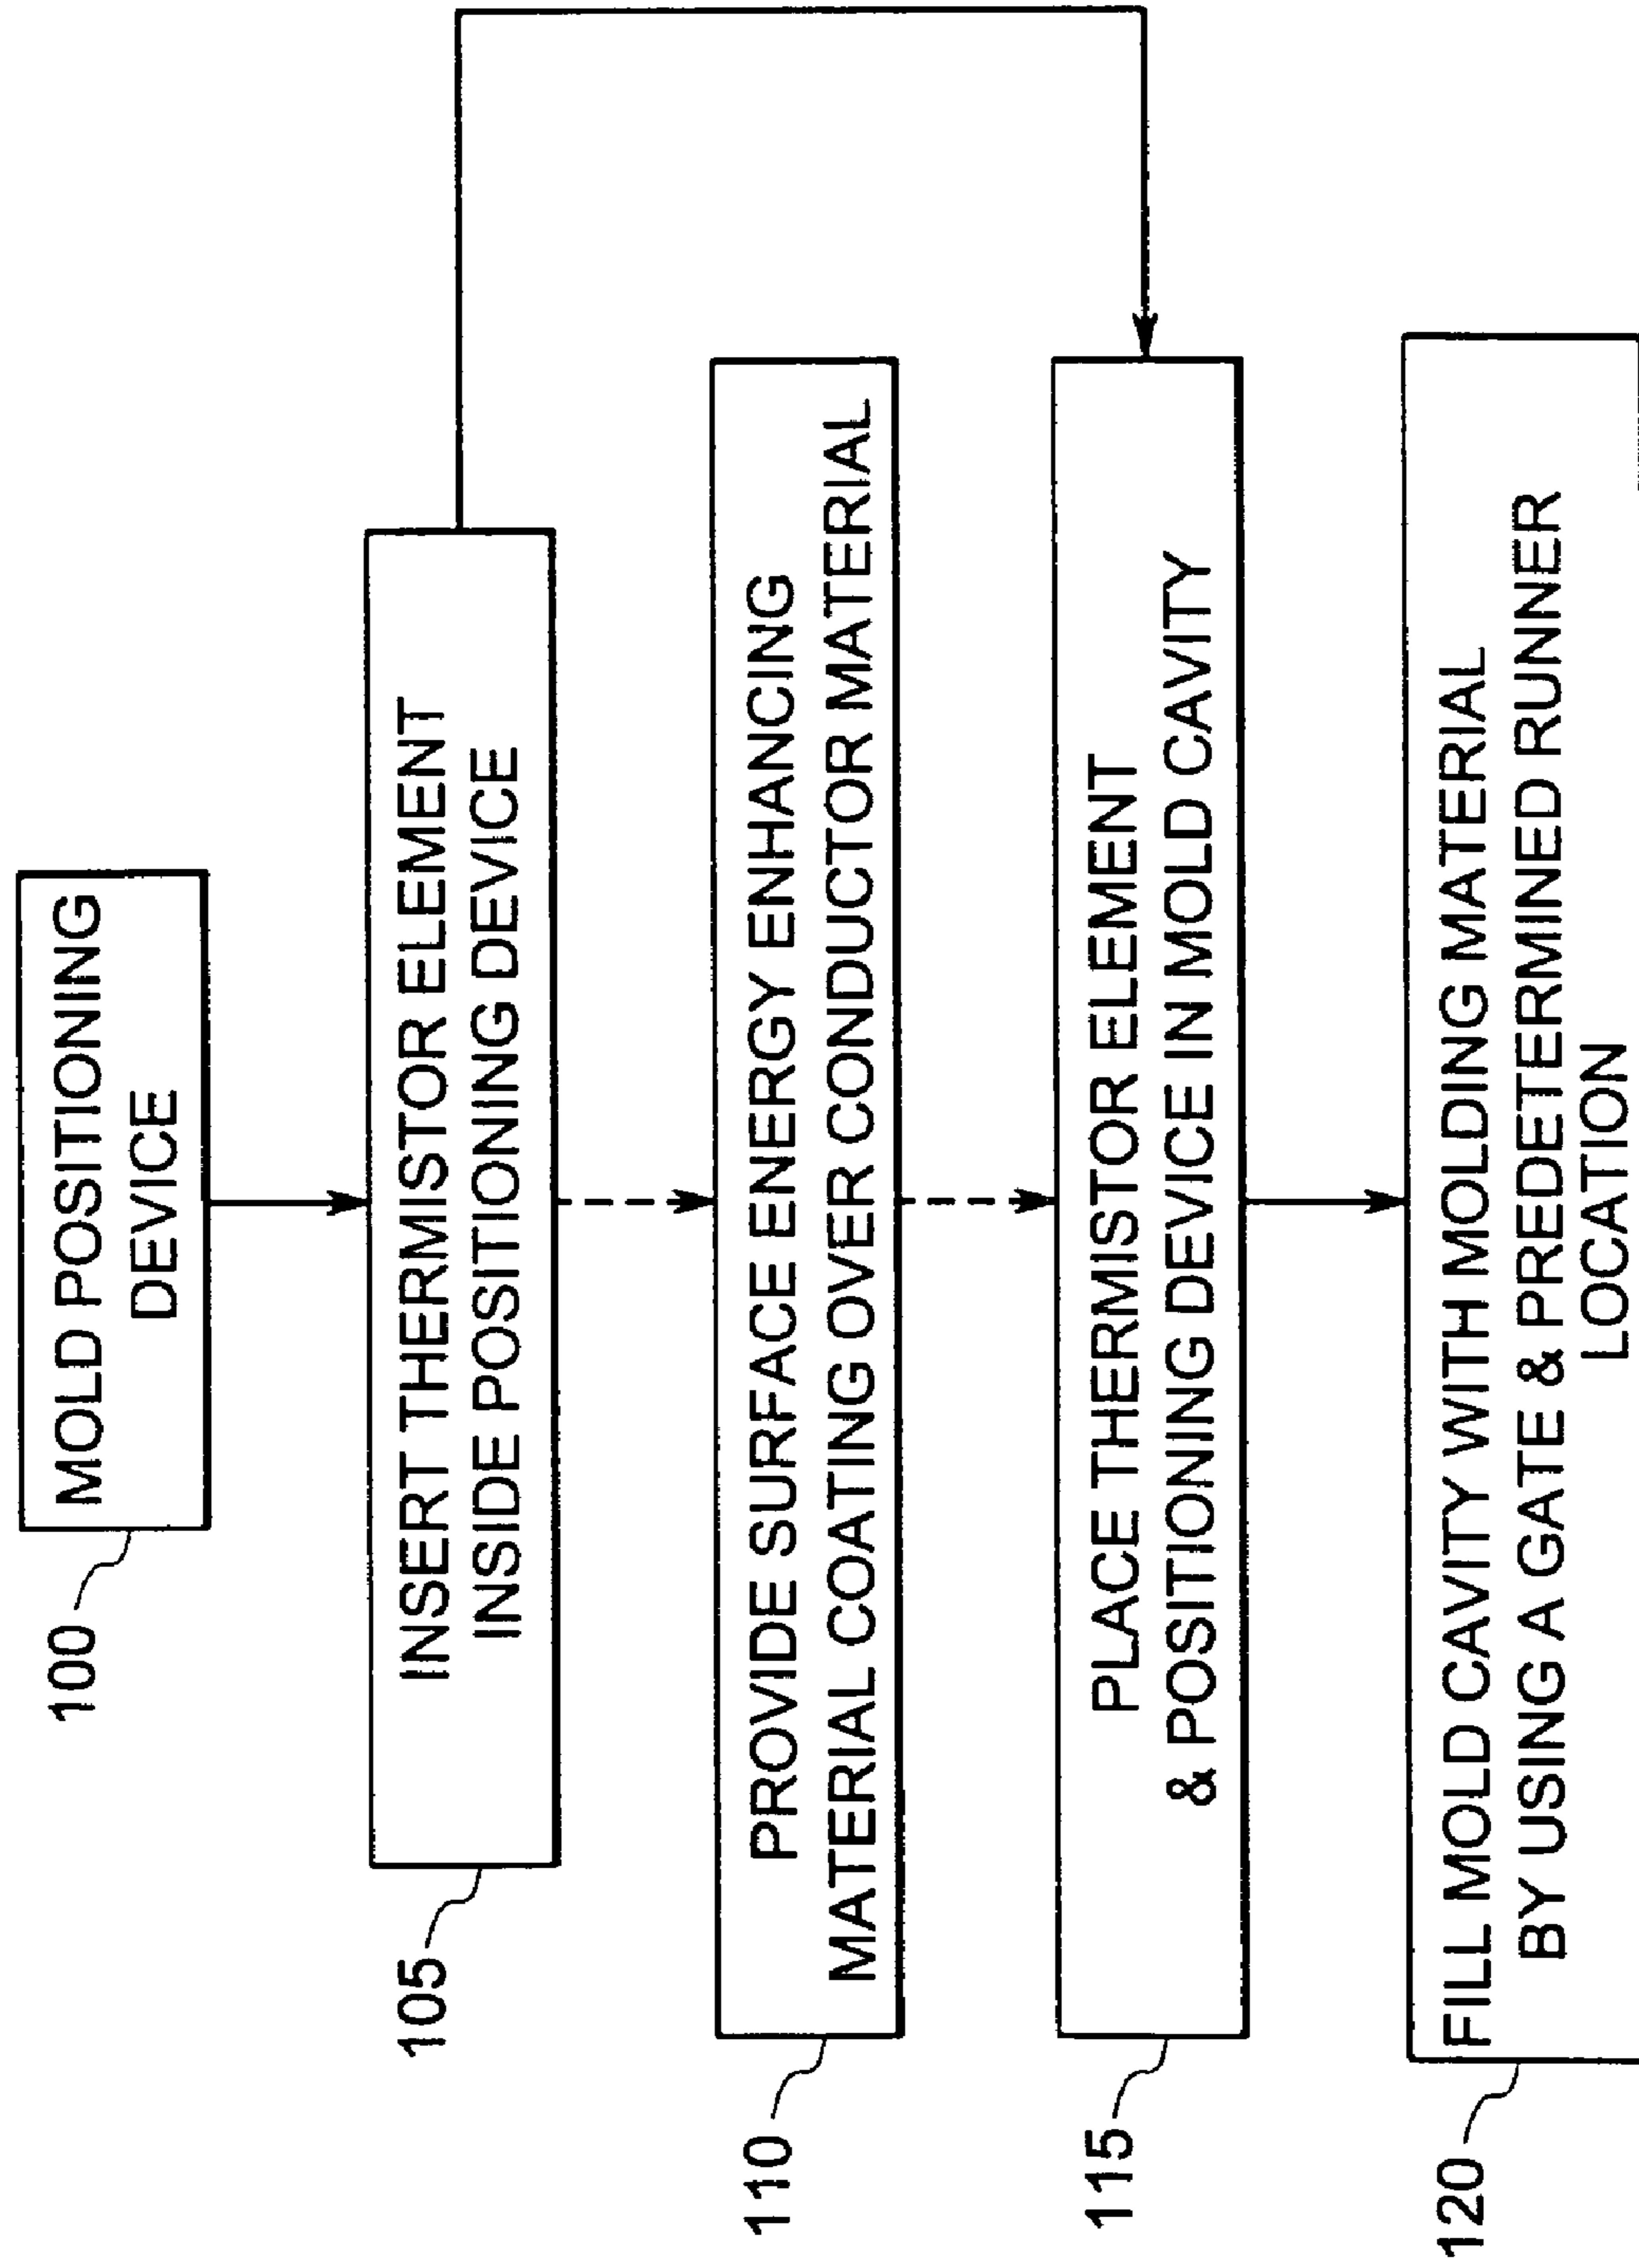 100
MOLD POSITIONING
DEVICE
105
INSERT THERMISTOR ELEMENT
INSIDE POSITIONING DEVICE
110
PROVIDE SURFACE ENERGY ENHANCING
MATERIAL COATING OVER CONDUCTOR MATERIAL
115
PLACE THERMISTOR ELEMENT
& POSITIONING DEVICE IN MOLD CAVITY
120
FILL MOLD CAVITY WITH MOLDING MATERIAL
BY USING A GATE & PREDETERMINED RUNNER
LOCATION